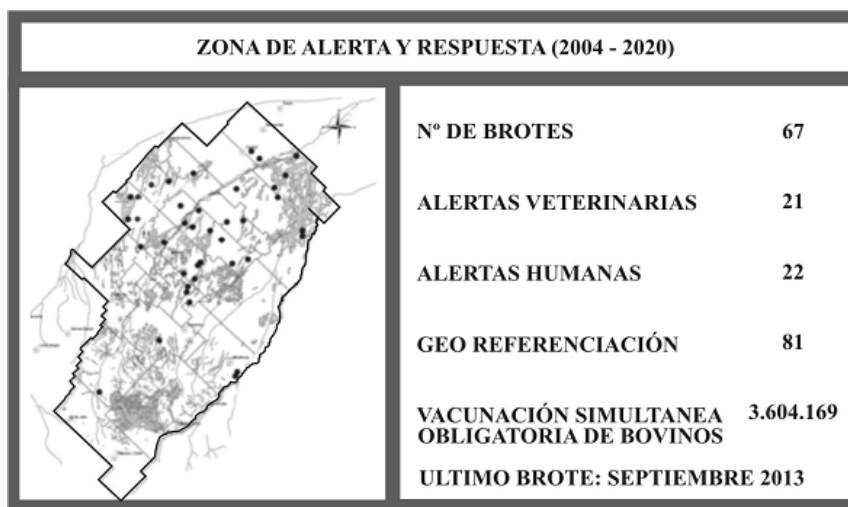 ZONA DE ALERTA Y RESPUESTA (2004 - 2020)
Nº DE BROTES 67
ALERTAS VETERINARIAS 21
ALERTAS HUMANAS 22
GEO REFERENCIACIÓN 81
VACUNACIÓN SIMULTANEA 3.604.169
OBLIGATORIA DE BOVINOS
ULTIMO BROTE: SEPTIEMBRE 2013